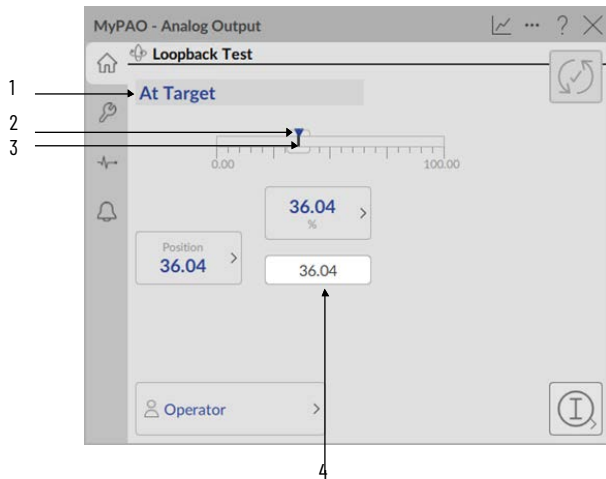 MyPAO - Analog Output
Loopback Test
1
At Target
2
3
0.00 100.00
36.04
%
Position
36.04
36.04
Operator
4